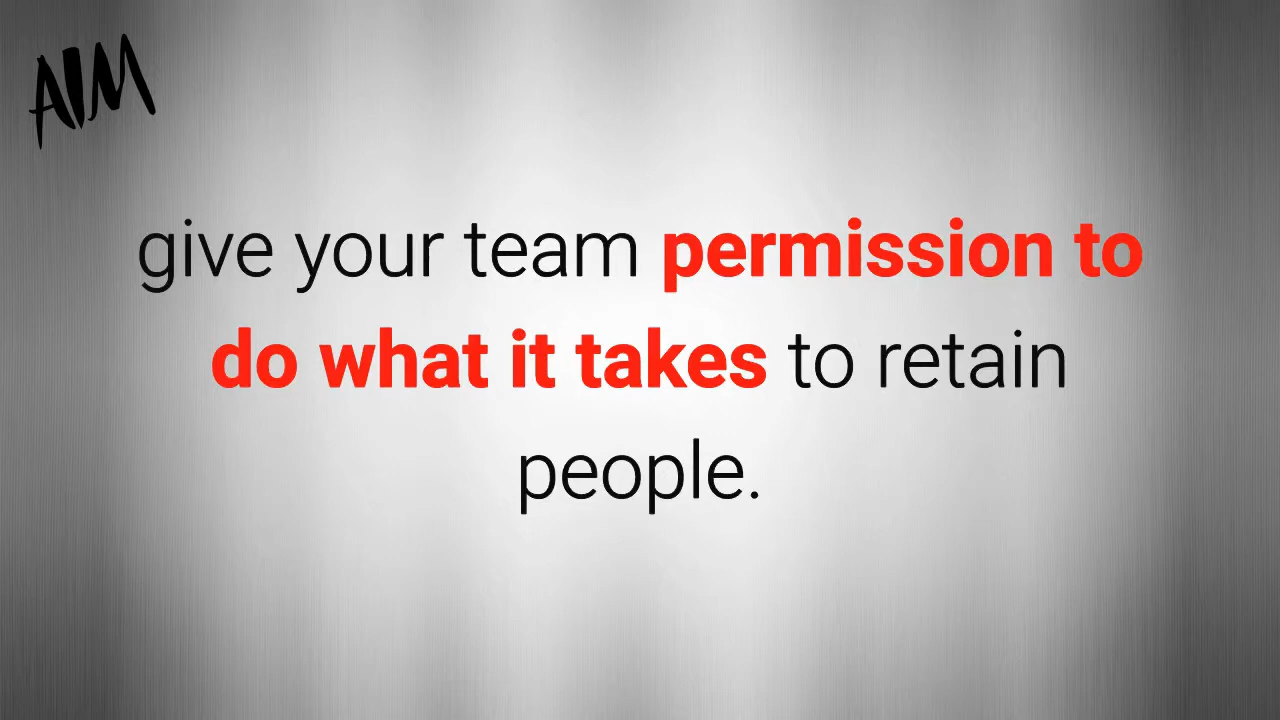 AIM
give your team permission to
do what it takes to retain
people.